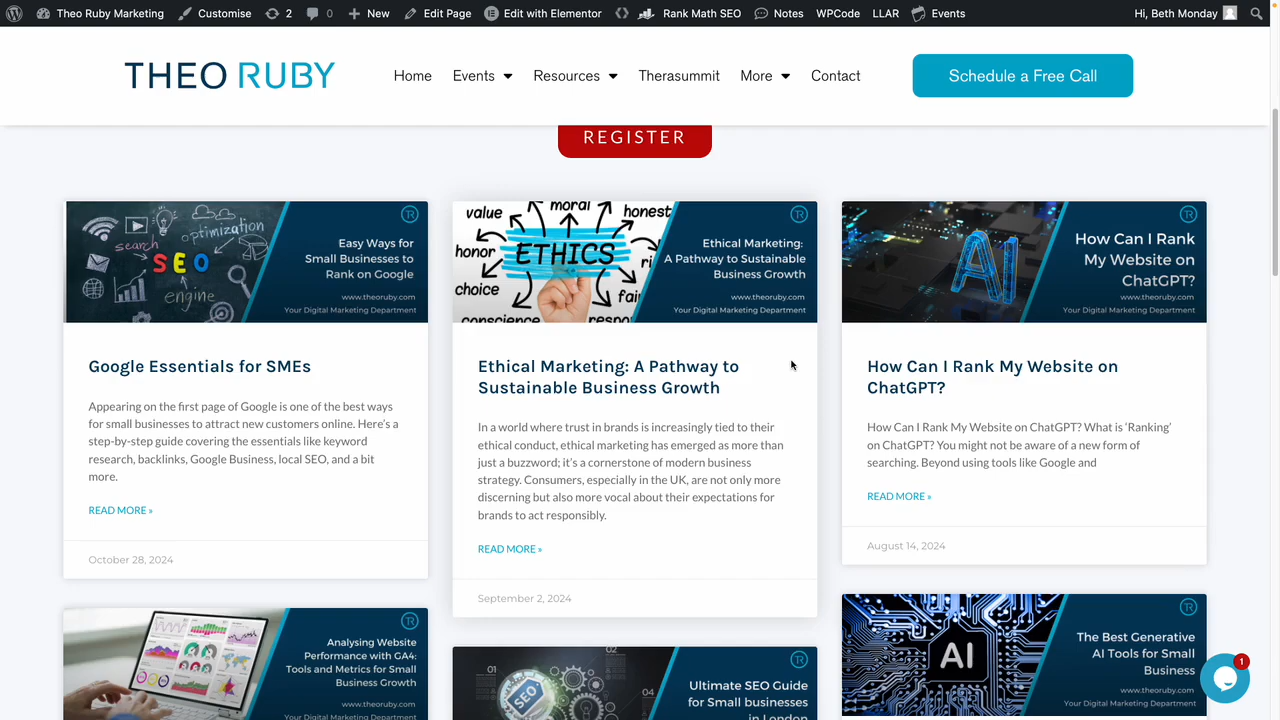 Theo Ruby Marketing
Customise
2
0
New
Edit Page
Edit with Elementor
Rank Math SEO
Notes
WPCode
LLAR
Events
Hi, Beth Monday
THEO RUBY
Home
Events
Resources
Therasummit
More
Contact
Schedule a Free Call
REGISTER
search
optimization
SEO
engine
TR
Easy Ways for
Small Businesses to
Rank on Google
www.theoruby.com
Your Digital Marketing Department
Google Essentials for SMEs
Appearing on the first page of Google is one of the best ways
for small businesses to attract new customers online. Here's a
step-by-step guide covering the essentials like keyword
research, backlinks, Google Business, local SEO, and a bit
more.
READ MORE »
October 28, 2024
value
moral
honest
honor
ETHICS
choice
fair
conscience
TR
Ethical Marketing:
A Pathway to Sustainable
Business Growth
www.theoruby.com
Your Digital Marketing Department
Ethical Marketing: A Pathway to
Sustainable Business Growth
In a world where trust in brands is increasingly tied to their
ethical conduct, ethical marketing has emerged as more than
just a buzzword; it's a cornerstone of modern business
strategy. Consumers, especially in the UK, are not only more
discerning but also more vocal about their expectations for
brands to act responsibly.
READ MORE »
September 2, 2024
AI
TR
How Can I Rank
My Website on
ChatGPT?
www.theoruby.com
Your Digital Marketing Department
How Can I Rank My Website on
ChatGPT?
How Can I Rank My Website on ChatGPT? What is ‘Ranking’
on ChatGPT? You might not be aware of a new form of
searching. Beyond using tools like Google and
READ MORE »
August 14, 2024
TR
Analysing Website
Performance with GA4:
Tools and Metrics for Small
Business Growth
www.theoruby.com
Your Digital Marketing Department
01
02
04
SEO
TR
Ultimate SEO Guide
for Small businesses
in London
AI
TR
The Best Generative
AI Tools for Small
Business
www.theoruby.com
Your Digital Marketing Department
1